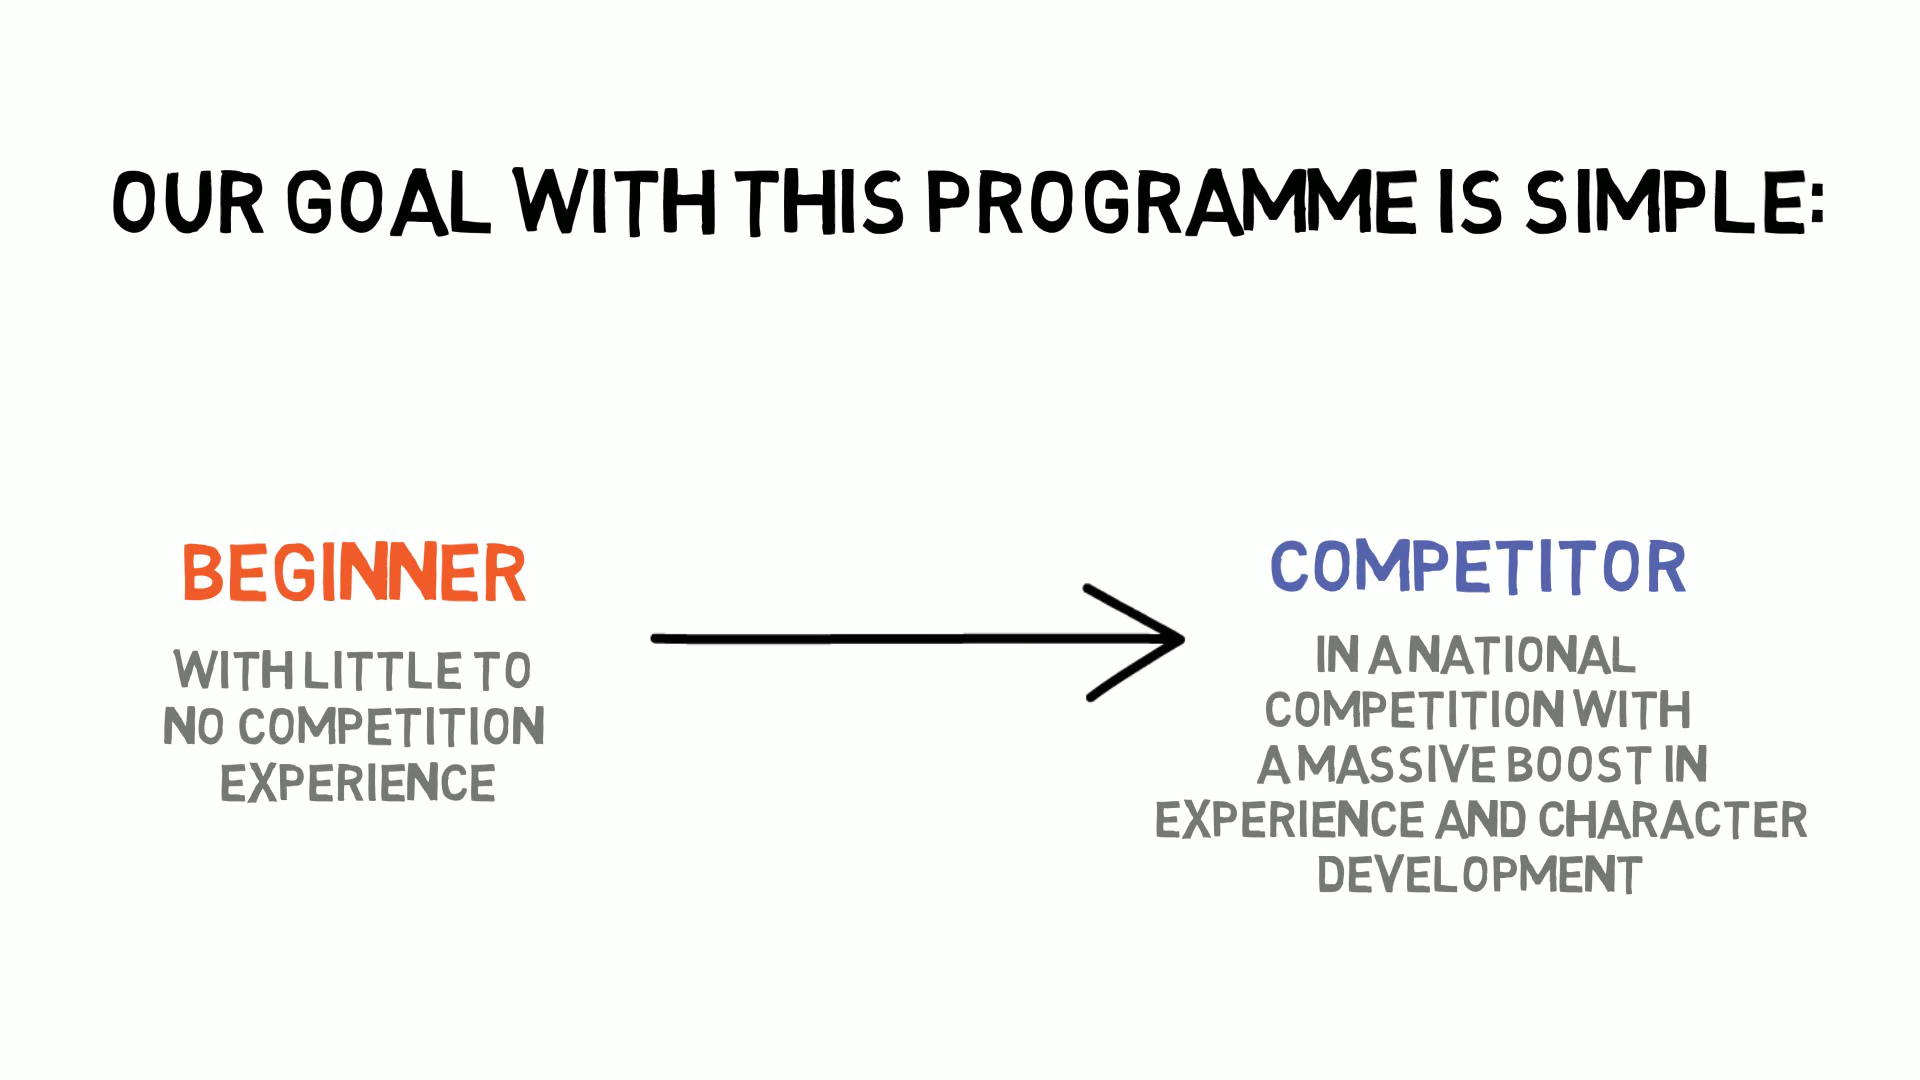 OUR GOAL WITH THIS PROGRAMME IS SIMPLE:
BEGINNER
WITH LITTLE TO
NO COMPETITION
EXPERIENCE
COMPETITOR
IN A NATIONAL
COMPETITION WITH
A MASSIVE BOOST IN
EXPERIENCE AND CHARACTER
DEVELOPMENT